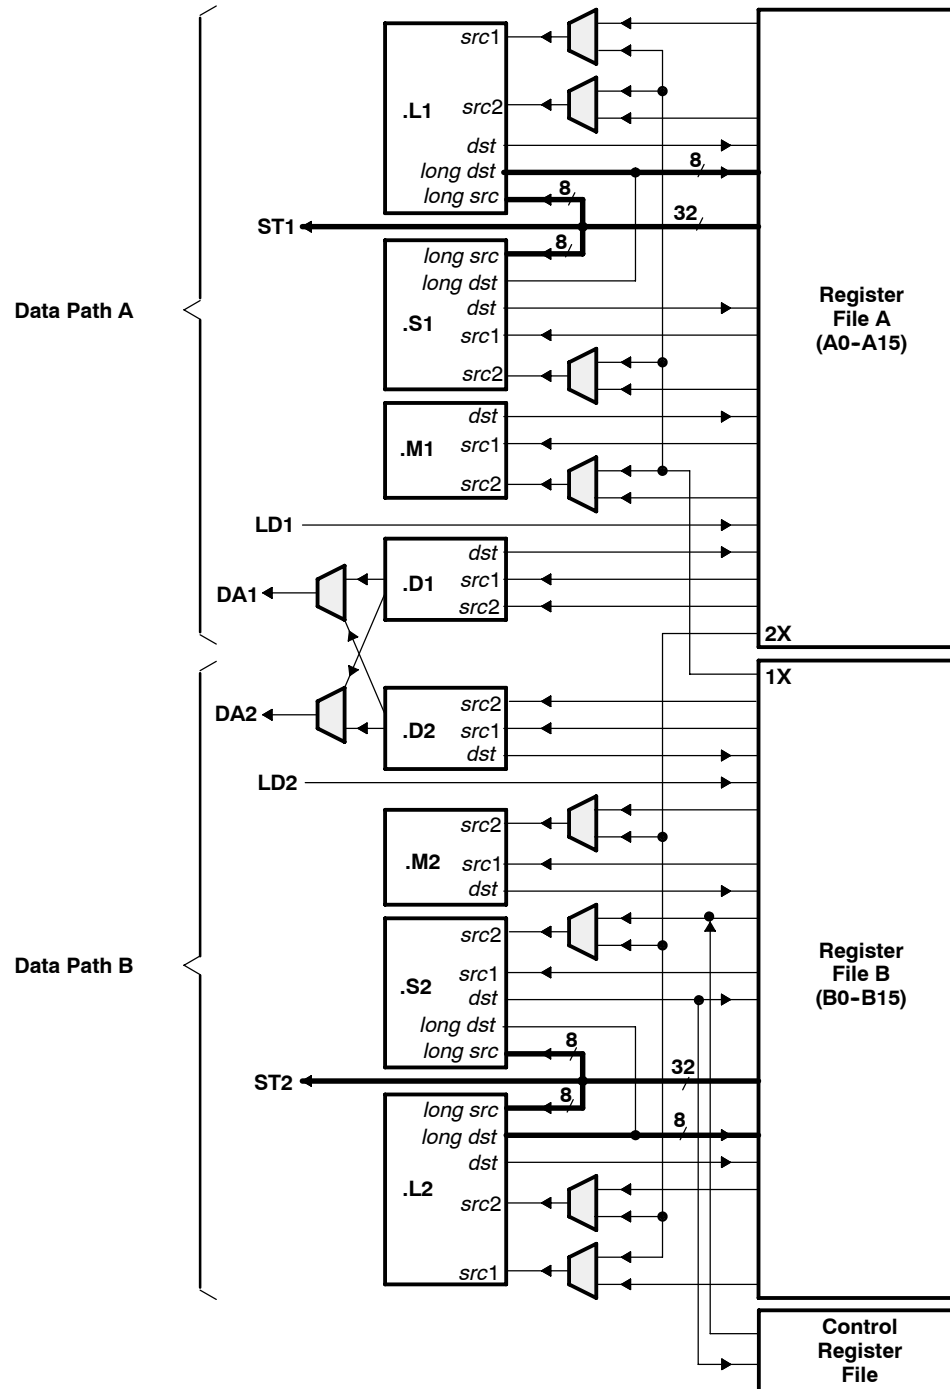 src1
.L1
src2
dst
long dst
8
long src
8
ST1
32
8
long src
long dst
dst
.S1
src1
src2
Data Path A
Register
File A
(A0-A15)
dst
.M1
src1
src2
LD1
dst
.D1
src1
src2
DA1
2X
1X
DA2
src2
.D2
src1
dst
LD2
src2
.M2
src1
dst
src2
src1
.S2
dst
long dst
long src
8
Data Path B
Register
File B
(B0-B15)
ST2
32
8
long src
long dst
8
dst
.L2
src2
src1
Control
Register
File